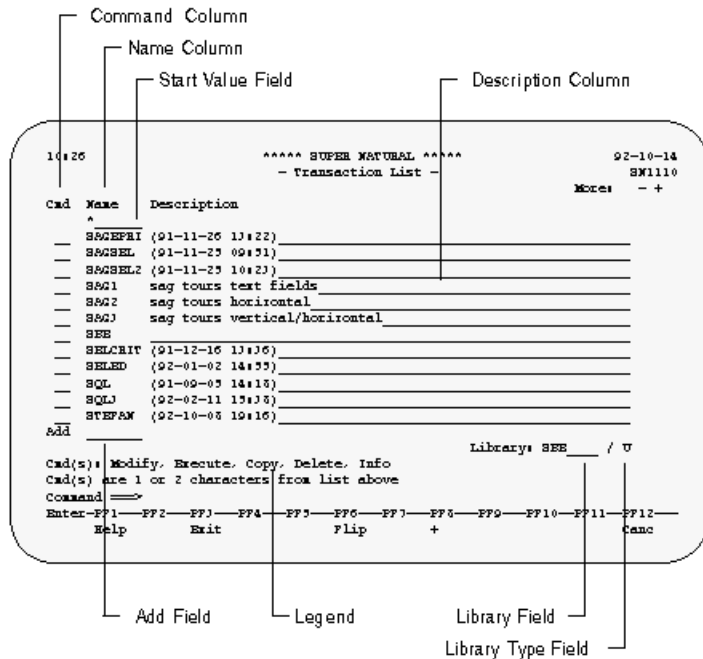 Command Column
Name Column
Start Value Field Description Column
10:26 ***** SUPER NATURAL ***** 92-10-14
- Transaction List - SN1110
More: - +
Cmd Name Description
*
SAGEPRI (91-11-26 13:22)
SAGSEL (91-11-25 09:51)
SAGSEL2 (91-11-25 10:23)
SAG1 sag tours text fields
SAG2 sag tours horizontal
SAG3 sag tours vertical/horizontal
SEE
SELCRIT (91-12-16 13:36)
SELED (92-01-02 14:55)
SQL (91-09-05 14:18)
SQL3 (92-02-11 15:38)
STEFAN (92-10-08 19:16)
Add
Library: SEE / U
Cmd(s): Modify, Execute, Copy, Delete, Info
Cmd(s) are 1 or 2 characters from list above
Command ===>
Enter-PF1---PF2---PF3---PF4---PF5---PF6---PF7---PF8---PF9---PF10--PF11--PF12---
Help Exit Flip + Canc
Add Field Legend Library Field
Library Type Field